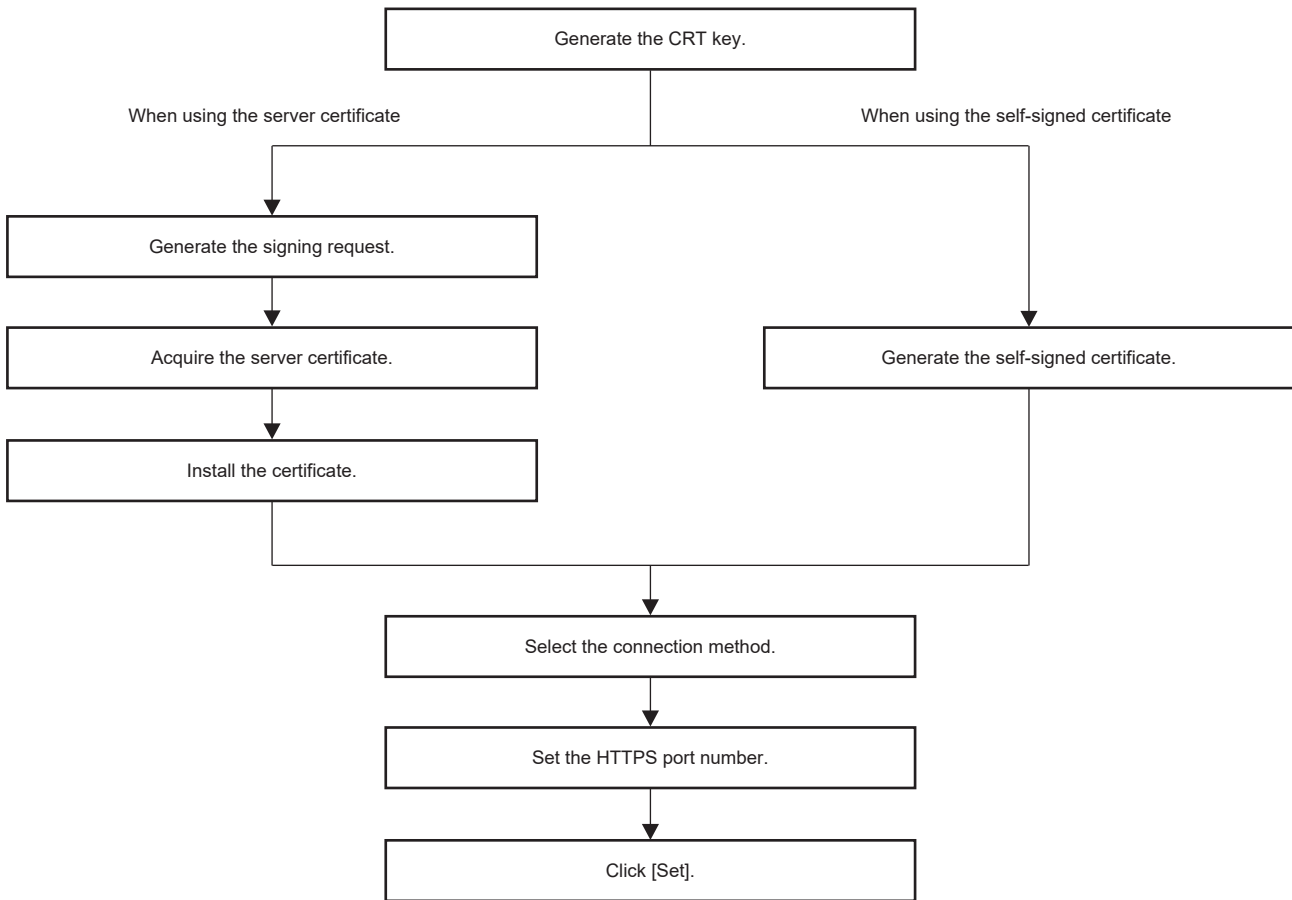 Generate the CRT key.
When using the server certificate
When using the self-signed certificate
Generate the signing request.
Acquire the server certificate.
Generate the self-signed certificate.
Install the certificate.
Select the connection method.
Set the HTTPS port number.
Click [Set].